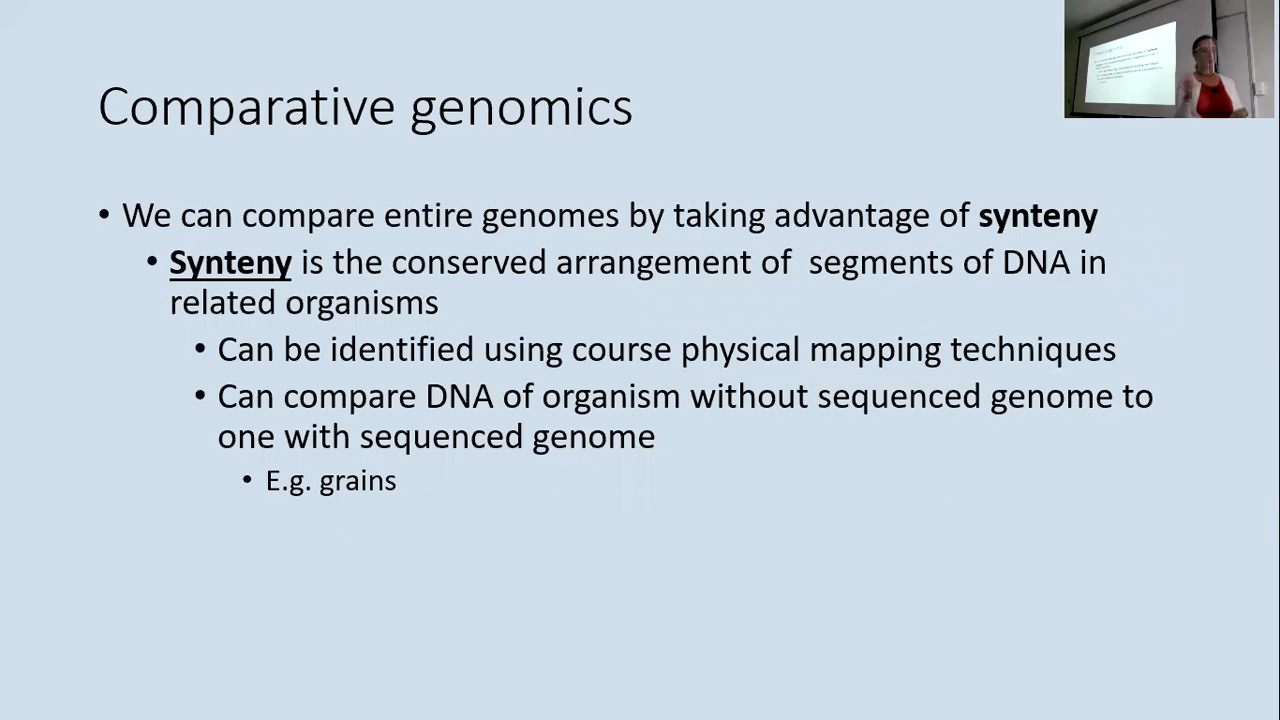 Comparative genomics
• We can compare entire genomes by taking advantage of synteny
• Synteny is the conserved arrangement of segments of DNA in
related organisms
• Can be identified using course physical mapping techniques
• Can compare DNA of organism without sequenced genome to
one with sequenced genome
• E.g. grains